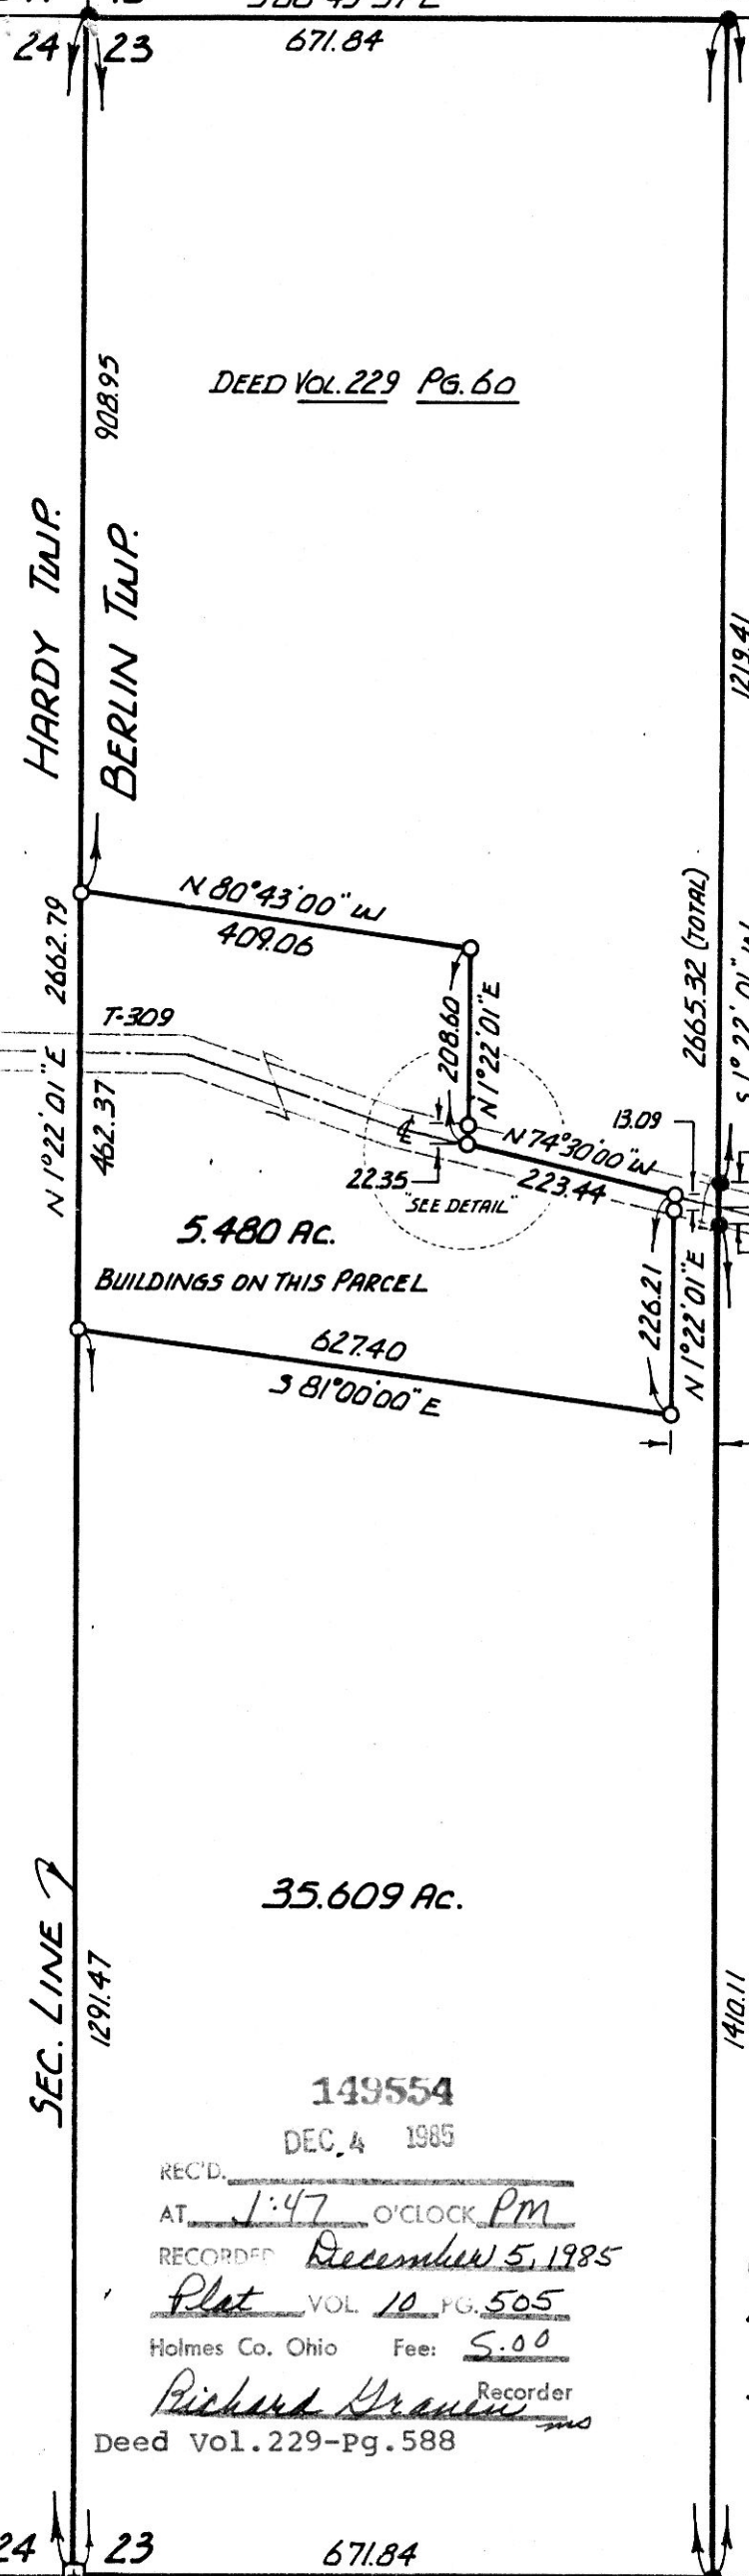 671.84
24 23
908.95
DEED VOL. 229 PG. 60
HARDY TWP.
BERLIN TWP.
1219.41
N 80°43'00" W
409.06
2662.79
N 1°22'01" E
T-309
462.37
208.60
N 1°22'01" E
2665.32 (TOTAL)
S 1°22'01" W
℄
22.35
"SEE DETAIL"
N 74°30'00" W
223.44
13.09
5.480 AC.
BUILDINGS ON THIS PARCEL
226.21
N 1°22'01" E
627.40
S 81°00'00" E
35.609 AC.
SEC. LINE
1291.47
1410.11
149554
DEC. 4 1985
REC'D.
AT 1:47 O'CLOCK PM
RECORDED December 5, 1985
Plat VOL. 10 PG. 505
Holmes Co. Ohio Fee: 5.00
Richard Graven Recorder
Deed Vol.229-Pg.588
24 23
671.84